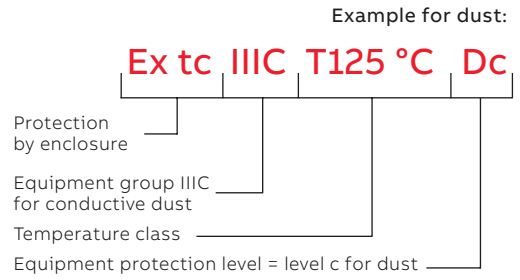 Example for dust:
Ex tc IIIC T125 °C Dc
Protection
by enclosure
Equipment group IIIC
for conductive dust
Temperature class
Equipment protection level = level c for dust